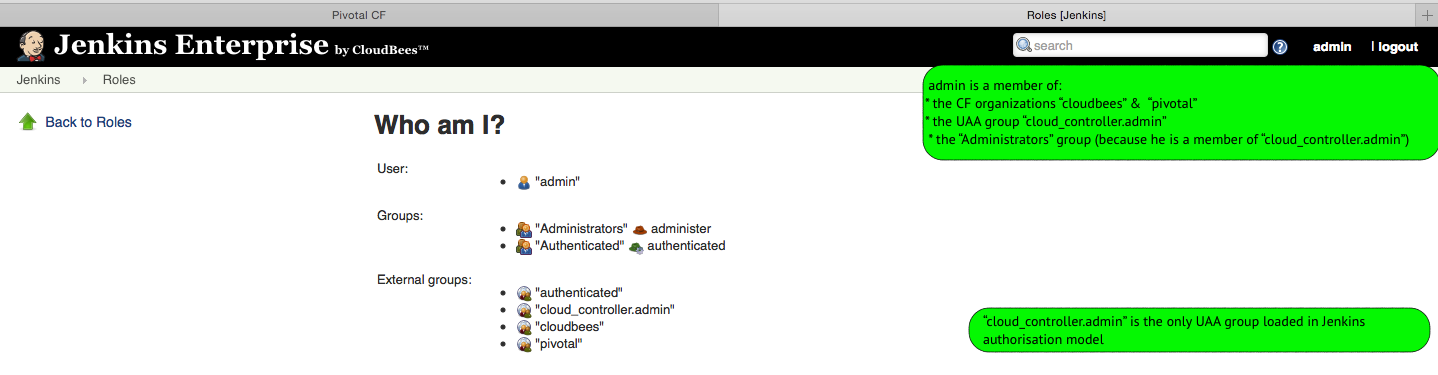 Pivotal CF
Roles [Jenkins]
+
Jenkins Enterprise by CloudBees™
search
?
admin
| logout
Jenkins
Roles
admin is a member of:
* the CF organizations “cloudbees” & “pivotal”
* the UAA group “cloud_controller.admin”
* the “Administrators” group (because he is a member of “cloud_controller.admin”)
Back to Roles
Who am I?
User:
• "admin"
Groups:
• "Administrators" administer
• "Authenticated" authenticated
External groups:
• "authenticated"
• "cloud_controller.admin"
• "cloudbees"
• "pivotal"
“cloud_controller.admin” is the only UAA group loaded in Jenkins
authorisation model